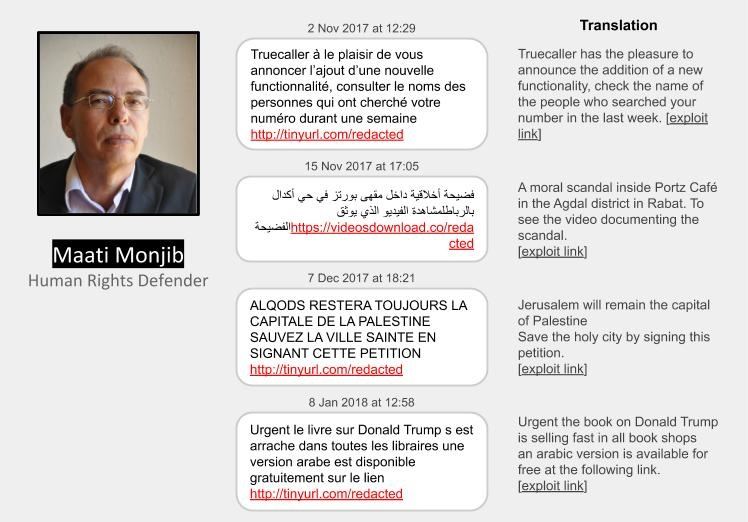 Maati Monjib
Human Rights Defender
2 Nov 2017 at 12:29
Truecaller à le plaisir de vous
annoncer l'ajout d'une nouvelle
functionnalité, consulter le noms des
personnes qui ont cherché votre
numéro durant une semaine
http://tinyurl.com/redacted
15 Nov 2017 at 17:05
فضيحة أخلاقية داخل مقهى بورتز في حي أكدال
بالرباطلمشاهدة الفيديو الذي يوثق
الفضيحةhttps://videosdownload.co/reda
cted
7 Dec 2017 at 18:21
ALQODS RESTERA TOUJOURS LA
CAPITALE DE LA PALESTINE
SAUVEZ LA VILLE SAINTE EN
SIGNANT CETTE PETITION
http://tinyurl.com/redacted
8 Jan 2018 at 12:58
Urgent le livre sur Donald Trump s est
arrache dans toutes les libraires une
version arabe est disponible
gratuitement sur le lien
http://tinyurl.com/redacted
Translation
Truecaller has the pleasure to
announce the addition of a new
functionality, check the name of
the people who searched your
number in the last week. [exploit
link]
A moral scandal inside Portz Café
in the Agdal district in Rabat. To
see the video documenting the
scandal.
[exploit link]
Jerusalem will remain the capital
of Palestine
Save the holy city by signing this
petition.
[exploit link]
Urgent the book on Donald Trump
is selling fast in all book shops
an arabic version is available for
free at the following link.
[exploit link]